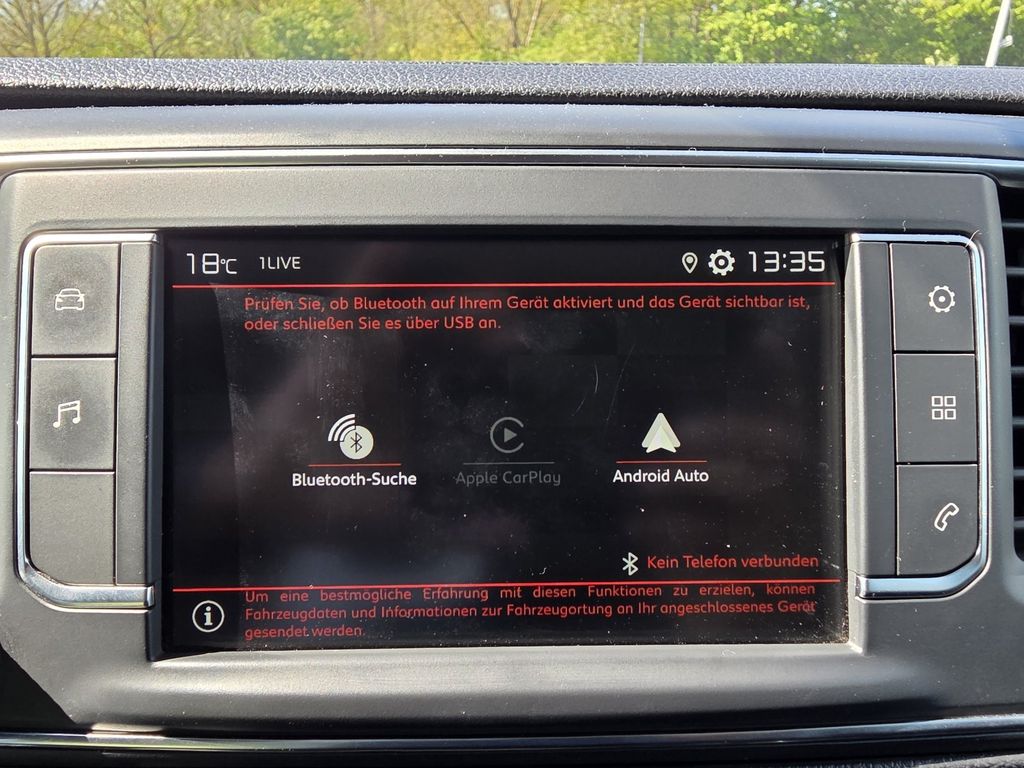 18°C 1LIVE 13:35
Prüfen Sie, ob Bluetooth auf Ihrem Gerät aktiviert und das Gerät sichtbar ist,
oder schließen Sie es über USB an.
Bluetooth-Suche Apple CarPlay Android Auto
Kein Telefon verbunden
Um eine bestmögliche Erfahrung mit diesen Funktionen zu erzielen, können
Fahrzeugdaten und Informationen zur Fahrzeugortung an Ihr angeschlossenes Gerät
gesendet werden.